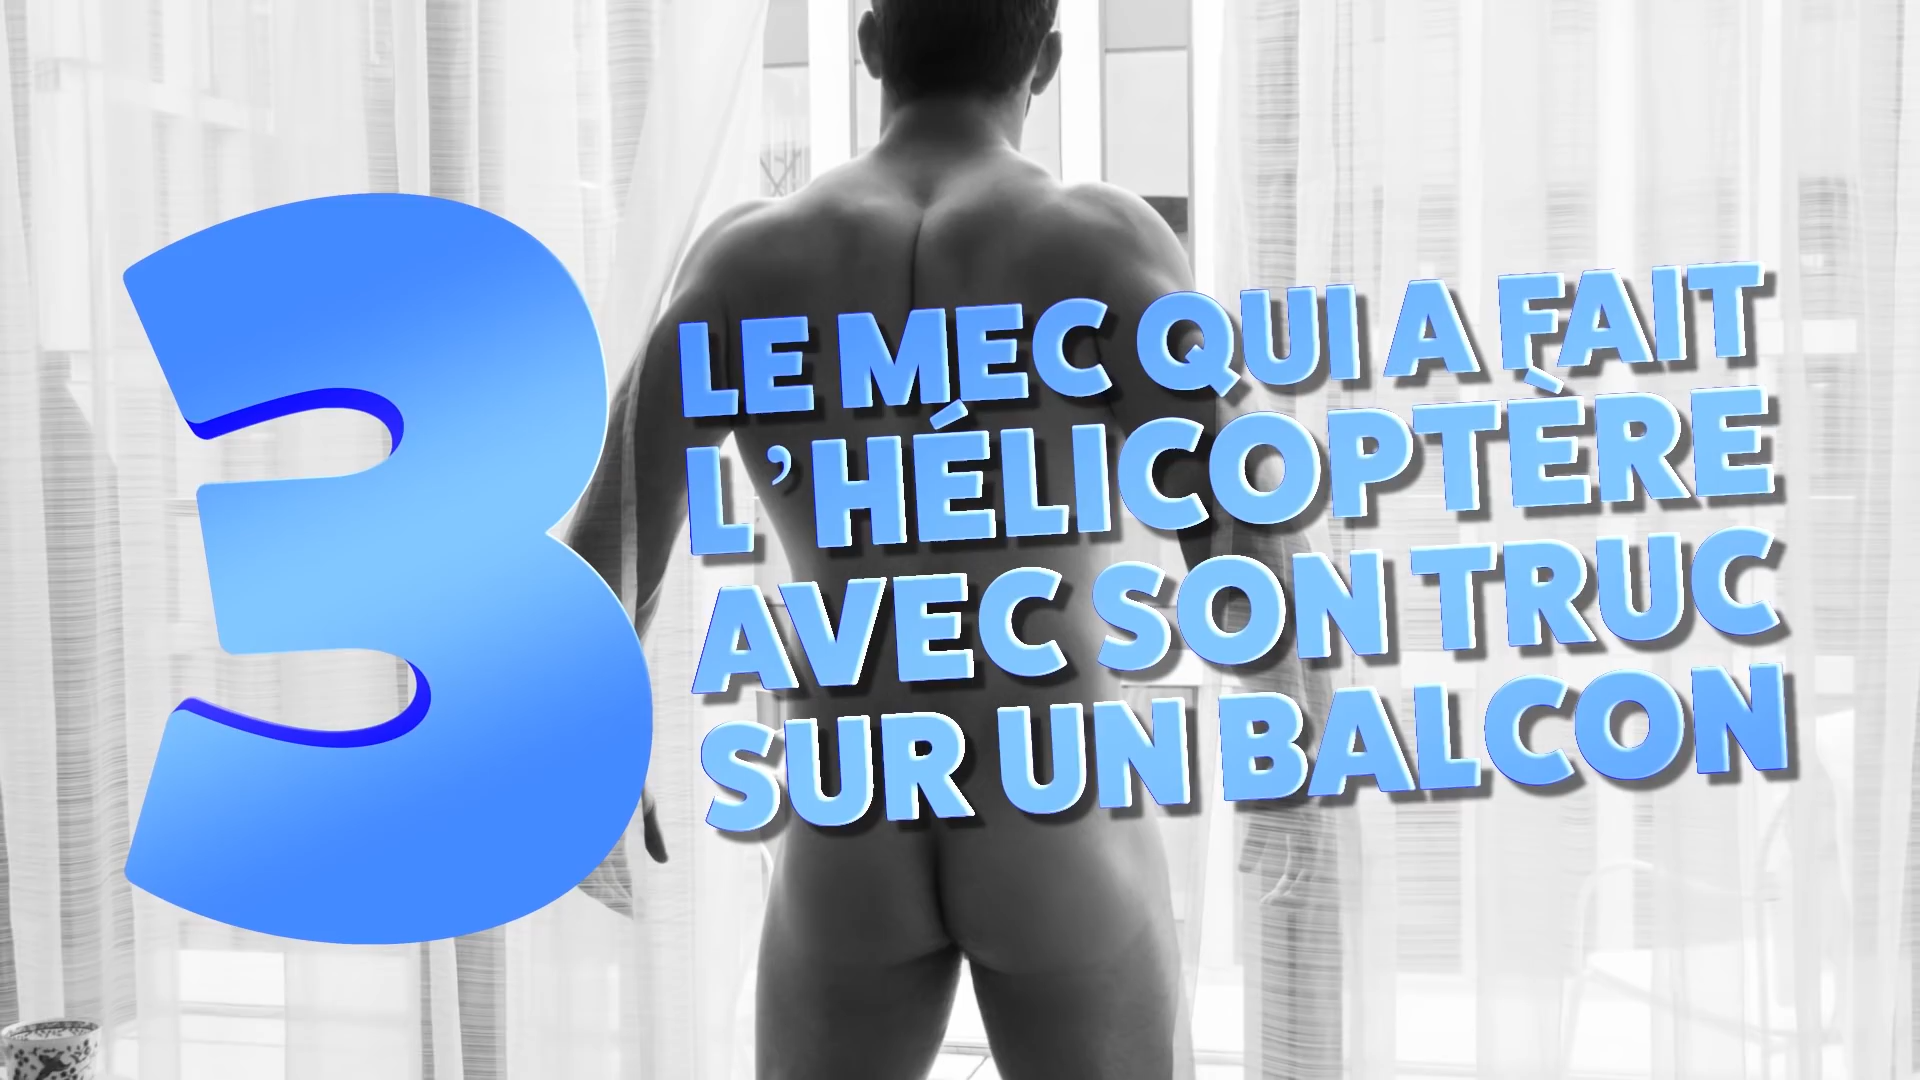 3
LE MEC QUI A FAIT
L'HÉLICOPTÈRE
AVEC SON TRUC
SUR UN BALCON